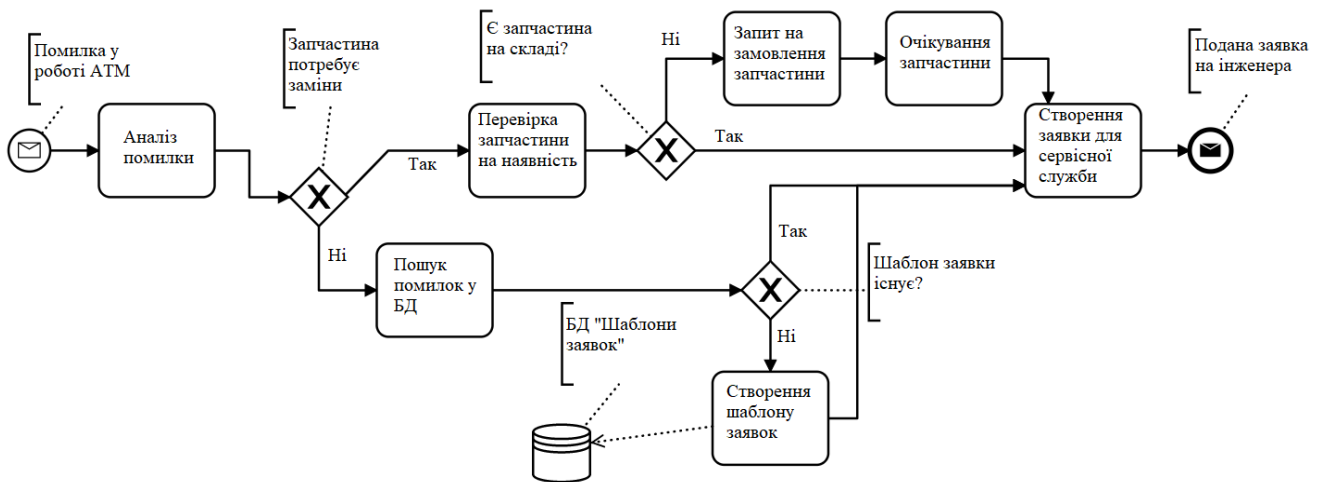 Помилка у
роботі АТМ
Аналіз
помилки
Запчастина
потребує
заміни
Так
Ні
Перевірка
запчастини
на наявність
Є запчастина
на складі?
Ні
Так
Запит на
замовлення
запчастини
Очікування
запчастини
Створення
заявки для
сервісної
служби
Подана заявка
на інженера
Пошук
помилок у
БД
Так
Ні
Шаблон заявки
існує?
БД "Шаблони
заявок"
Створення
шаблону
заявок